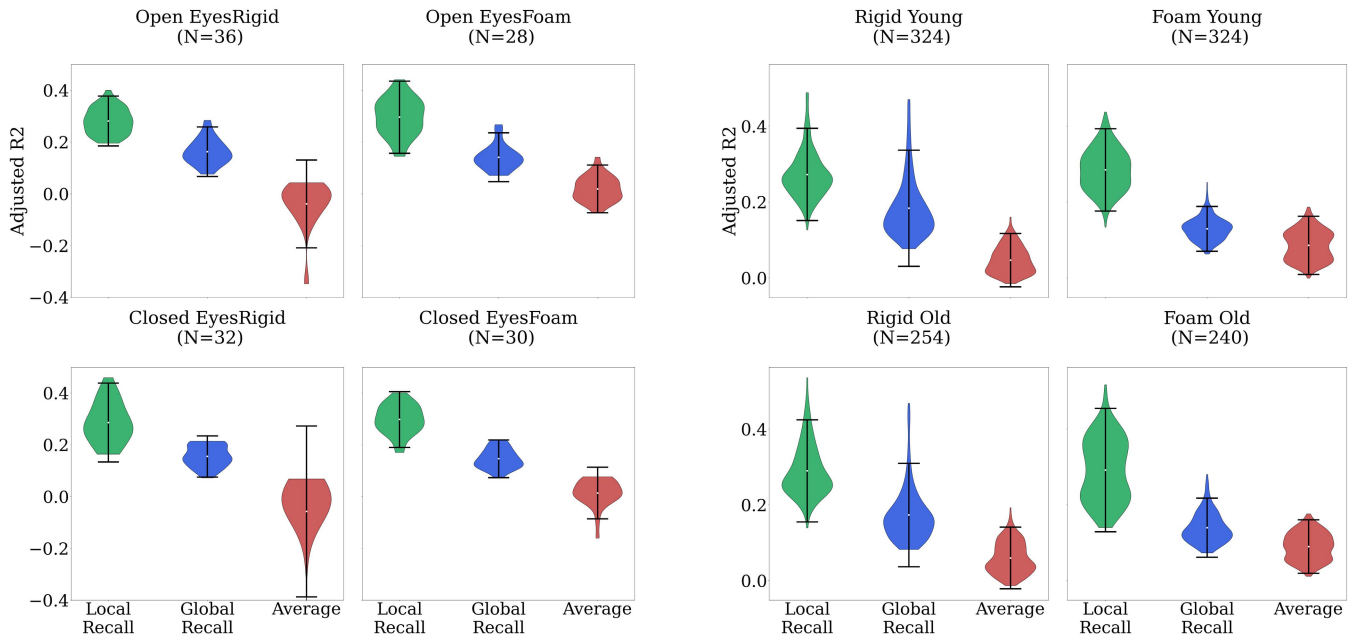 Open EyesRigid
(N=36)
Open EyesFoam
(N=28)
Rigid Young
(N=324)
Foam Young
(N=324)
Adjusted R2
0.4
0.2
0.0
−0.2
−0.4
Adjusted R2
0.4
0.2
0.0
Closed EyesRigid
(N=32)
Closed EyesFoam
(N=30)
Rigid Old
(N=254)
Foam Old
(N=240)
0.4
0.2
0.0
−0.2
−0.4
0.4
0.2
0.0
Local
Recall
Global
Recall
Average
Local
Recall
Global
Recall
Average
Local
Recall
Global
Recall
Average
Local
Recall
Global
Recall
Average